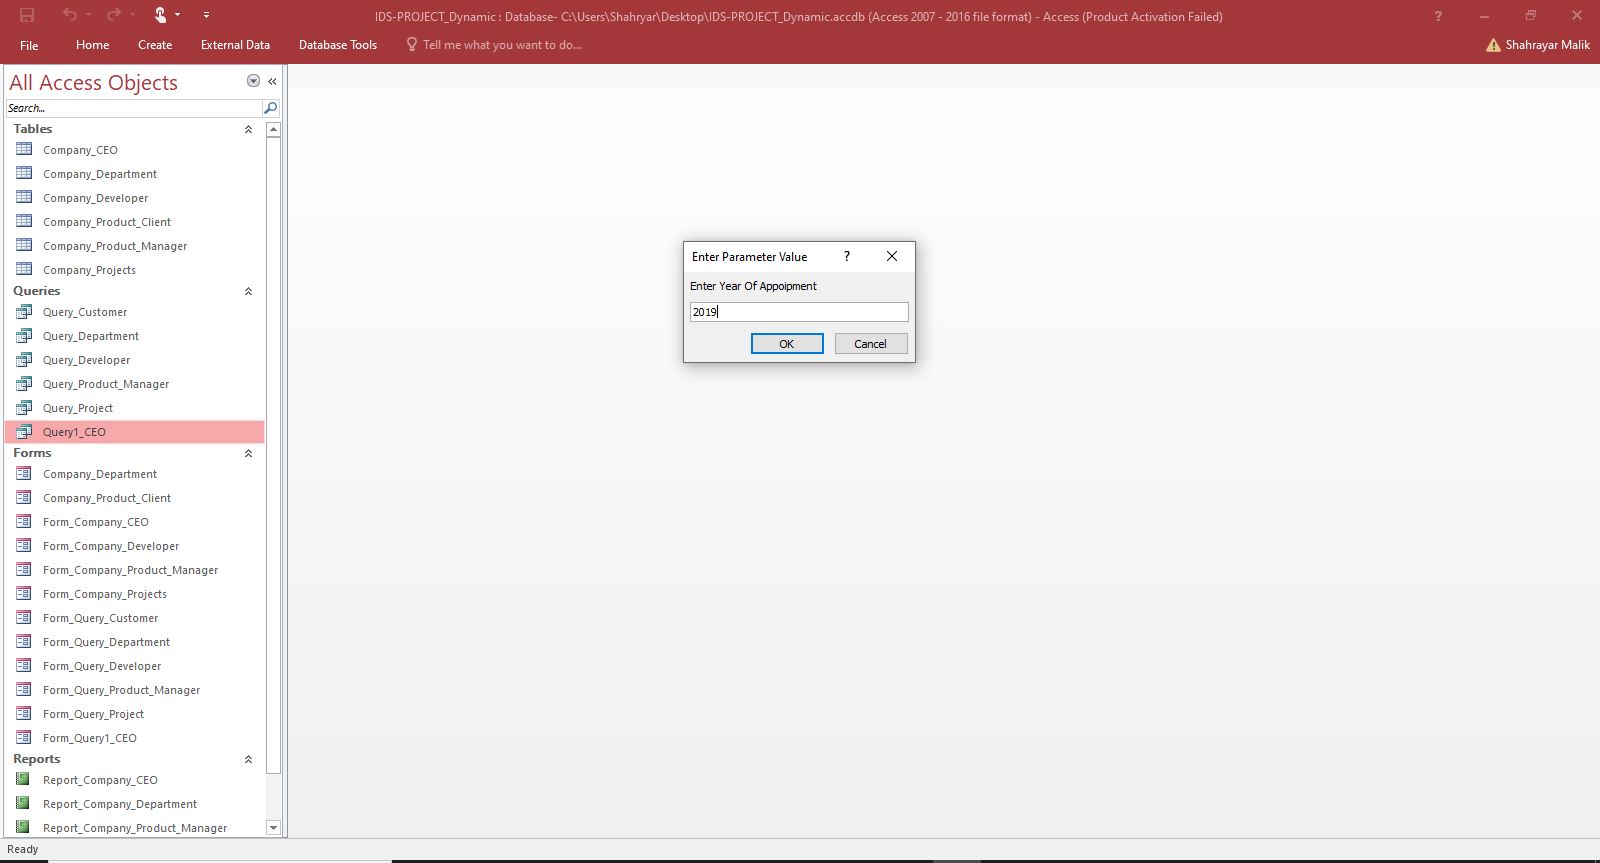 IDS-PROJECT_Dynamic : Database- C:\Users\Shahryar\Desktop\IDS-PROJECT_Dynamic.accdb (Access 2007 - 2016 file format) - Access (Product Activation Failed)
?
File Home Create External Data Database Tools Tell me what you want to do... Shahrayar Malik
All Access Objects
Search...
Tables
Company_CEO
Company_Department
Company_Developer
Company_Product_Client
Company_Product_Manager
Company_Projects
Queries
Query_Customer
Query_Department
Query_Developer
Query_Product_Manager
Query_Project
Query1_CEO
Forms
Company_Department
Company_Product_Client
Form_Company_CEO
Form_Company_Developer
Form_Company_Product_Manager
Form_Company_Projects
Form_Query_Customer
Form_Query_Department
Form_Query_Developer
Form_Query_Product_Manager
Form_Query_Project
Form_Query1_CEO
Reports
Report_Company_CEO
Report_Company_Department
Report_Company_Product_Manager
Enter Parameter Value ?
Enter Year Of Appoipment
2019
OK Cancel
Ready